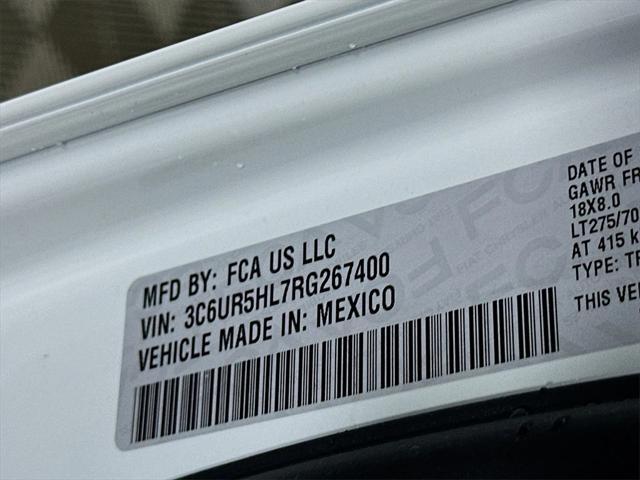 MFD BY: FCA US LLC
VIN: 3C6UR5HL7RG267400
VEHICLE MADE IN: MEXICO
DATE OF
GAWR FR
18X8.0
LT275/70
AT 415 k
TYPE: TR
THIS VE